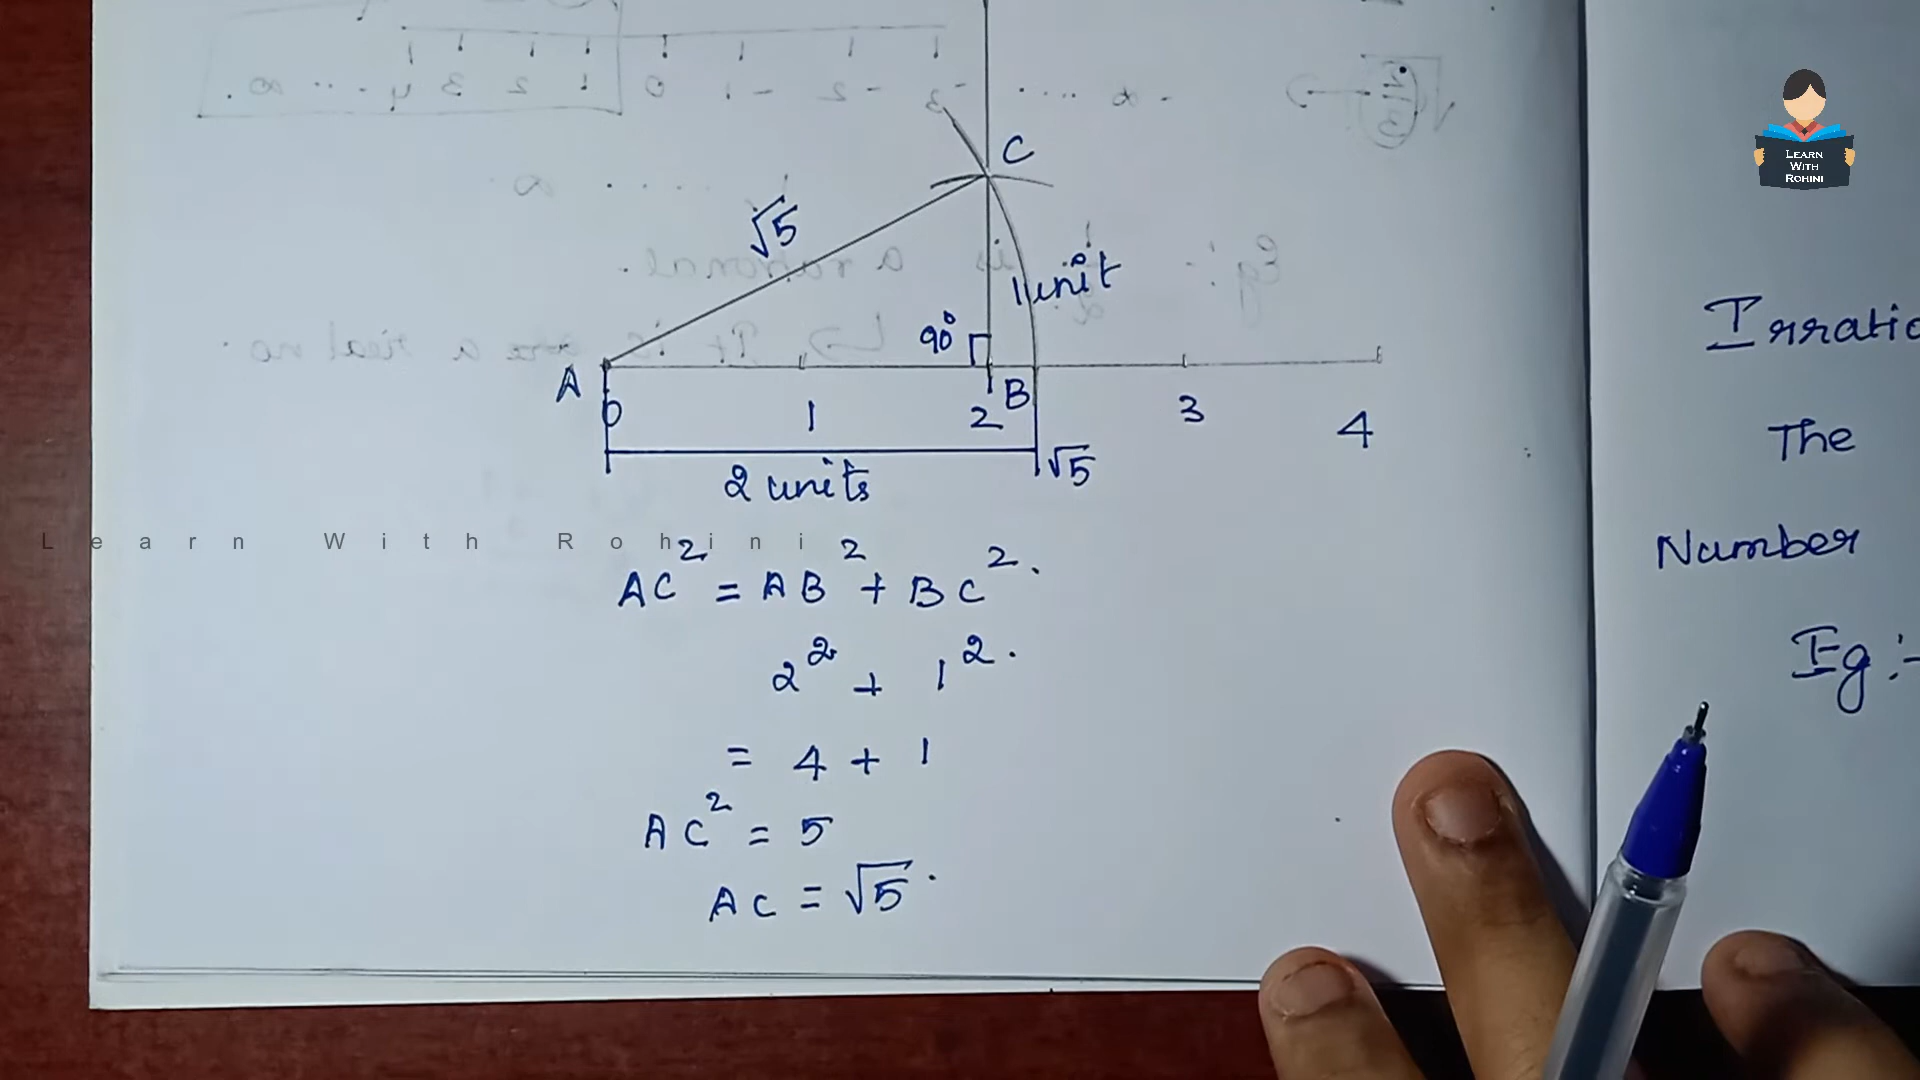 LEARN
WITH
ROHINI
C
√5
1 unit
90°
A
B
0 1 2 3 4
2 units
√5
Learn With Rohini
AC² = AB² + BC².
2² + 1².
= 4 + 1
AC² = 5
AC = √5.
The
Number
Eg :-